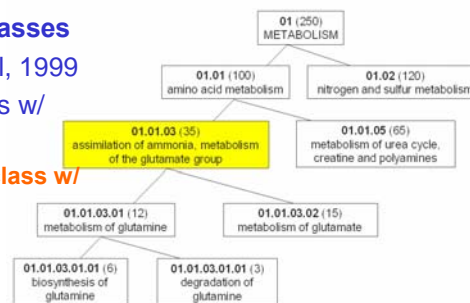 asses
, 1999
s w/
lass w/
01 (250)
METABOLISM
01.01 (100)
amino acid metabolism
01.02 (120)
nitrogen and sulfur metabolism
01.01.03 (35)
assimilation of ammonia, metabolism
of the glutamate group
01.01.05 (65)
metabolism of urea cycle,
creatine and polyamines
01.01.03.01 (12)
metabolism of glutamine
01.01.03.02 (15)
metabolism of glutamate
01.01.03.01.01 (6)
biosynthesis of
glutamine
01.01.03.01.01 (3)
degradation of
glutamine